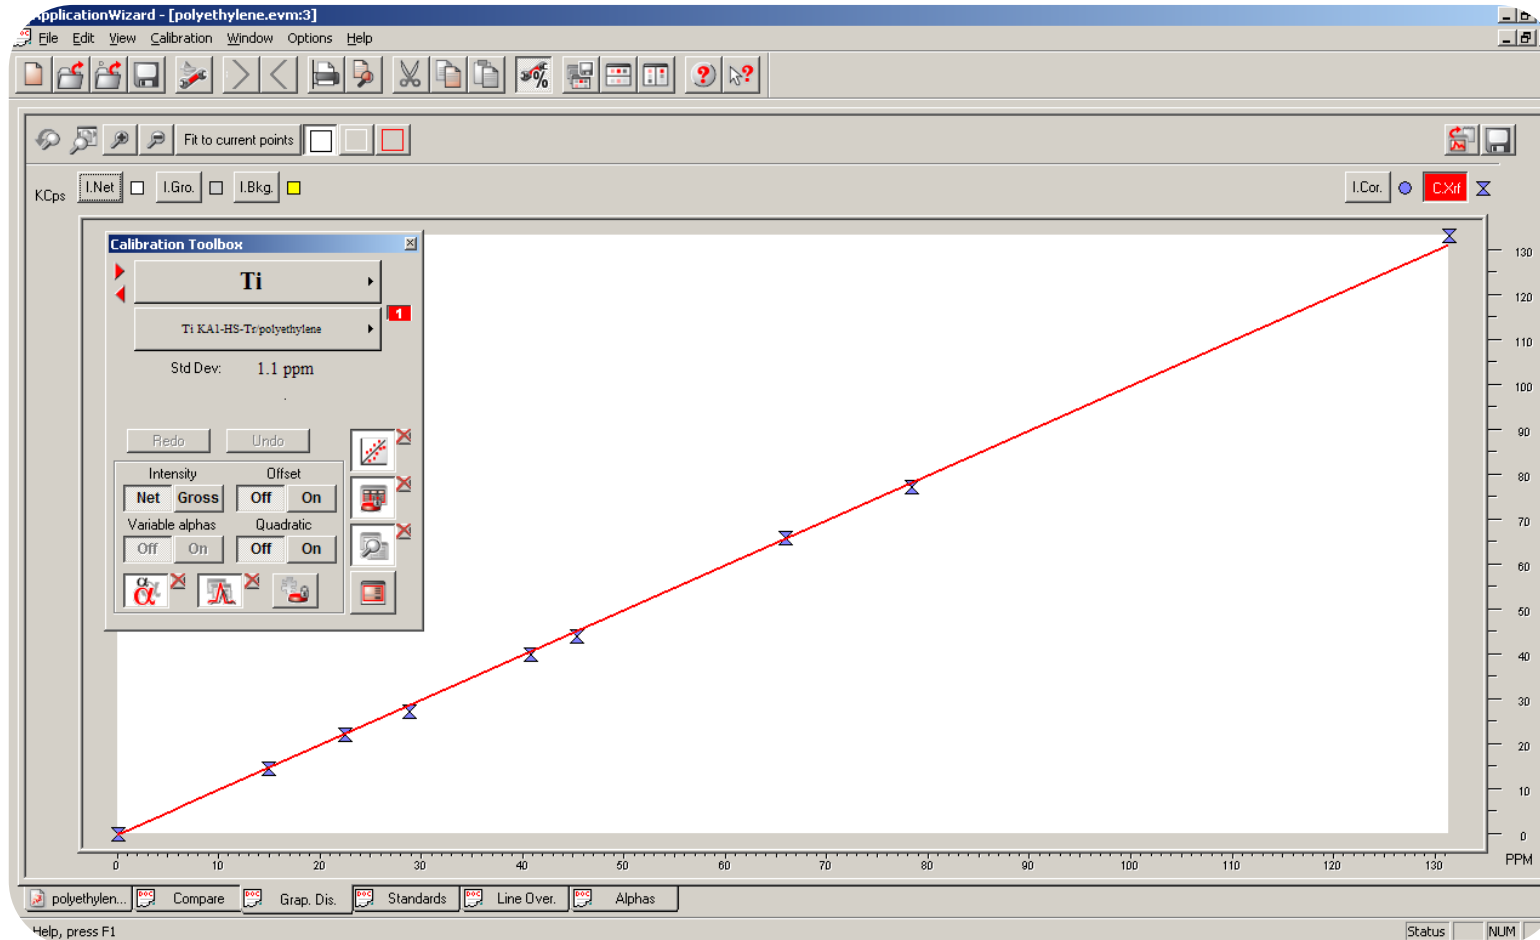 ApplicationWizard - [polyethylene.evm:3]
File Edit View Calibration Window Options Help
Fit to current points
KCps I.Net I.Gro. I.Bkg. I.Cor. C.Xrf
Calibration Toolbox
Ti
Ti KA1-HS-Tr/polyethylene
1
Std Dev: 1.1 ppm
Redo Undo
Intensity Offset
Net Gross Off On
Variable alphas Quadratic
Off On Off On
130
120
110
100
90
80
70
60
50
40
30
20
10
0
0 10 20 30 40 50 60 70 80 90 100 110 120 130 PPM
polyethylen... Compare Grap. Dis. Standards Line Over. Alphas
Help, press F1 Status NUM